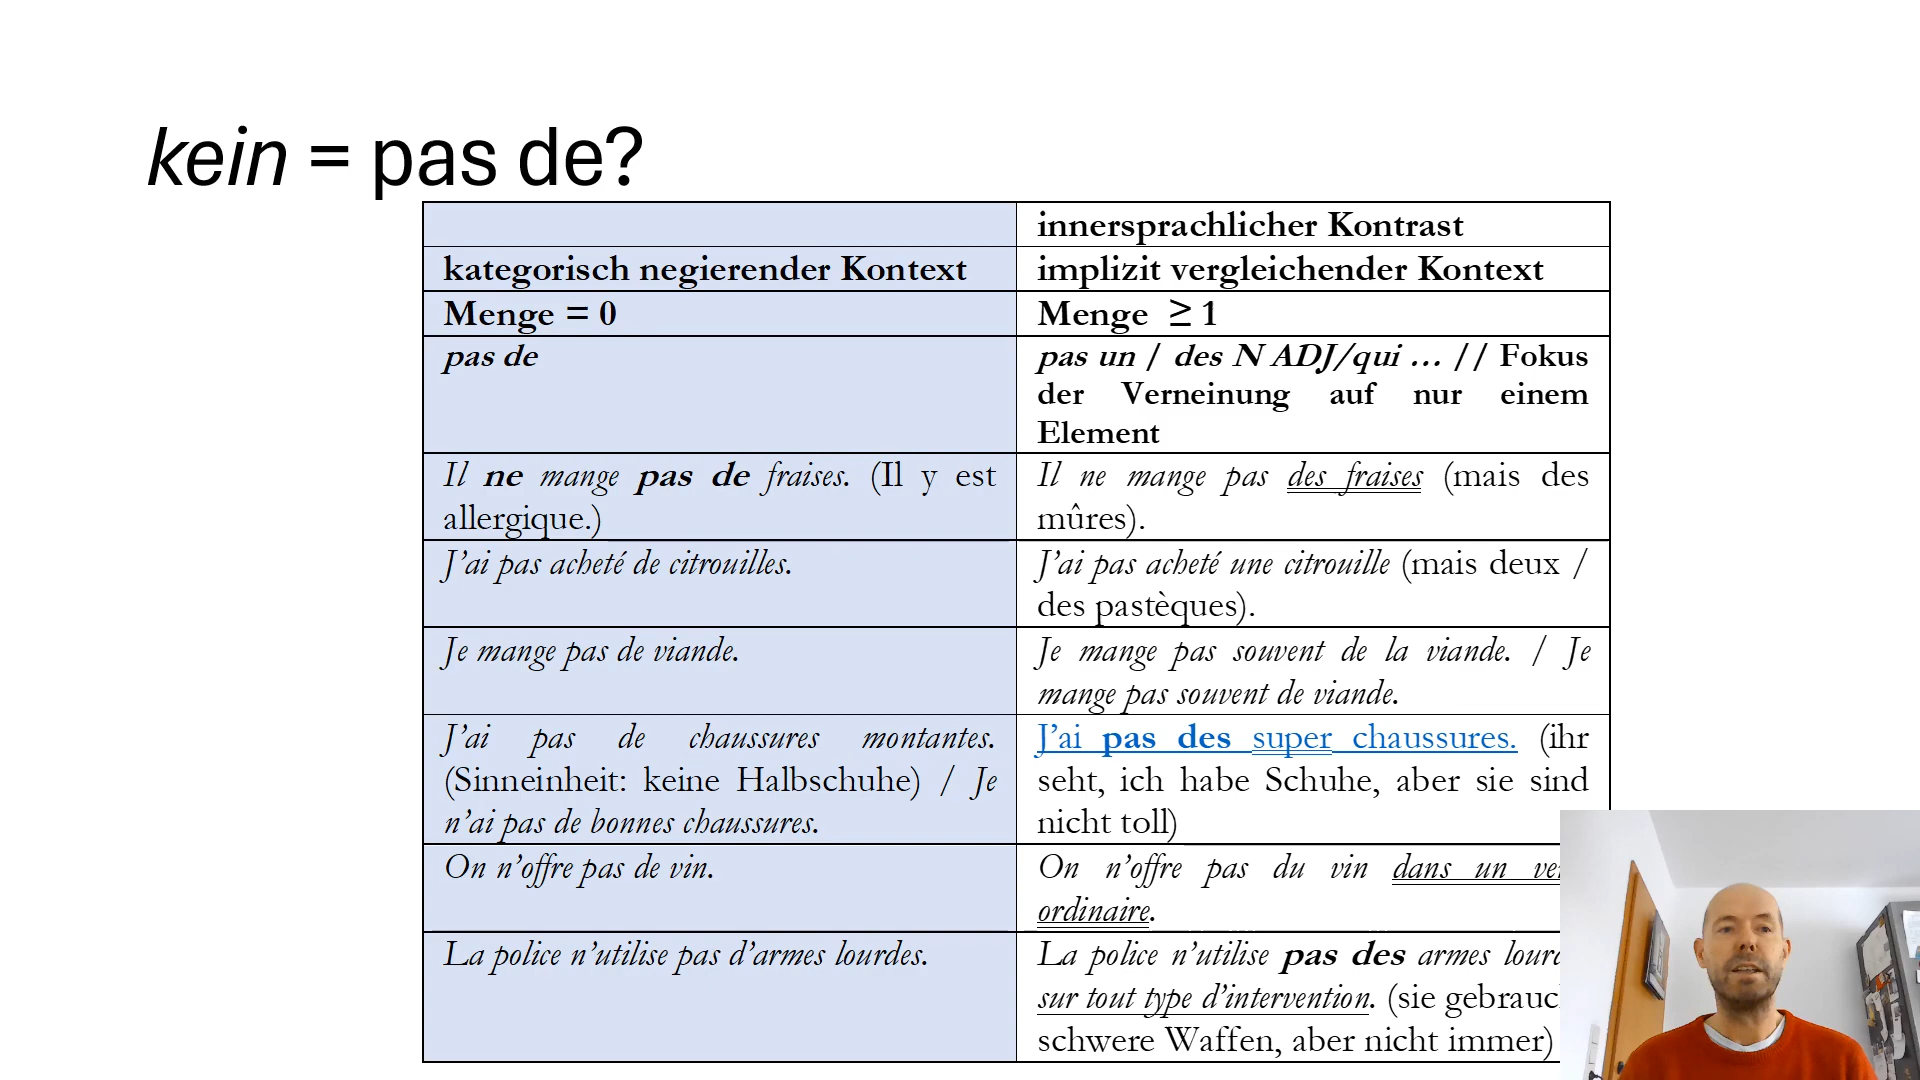 kein = pas de?
innersprachlicher Kontrast
kategorisch negierender Kontext
implizit vergleichender Kontext
Menge = 0
Menge ≥ 1
pas de
pas un / des N ADJ/qui … // Fokus
der Verneinung auf nur einem
Element
Il ne mange pas de fraises. (Il y est
allergique.)
Il ne mange pas des fraises (mais des
mûres).
J’ai pas acheté de citrouilles.
J’ai pas acheté une citrouille (mais deux /
des pastèques).
Je mange pas de viande.
Je mange pas souvent de la viande. / Je
mange pas souvent de viande.
J’ai pas de chaussures montantes.
(Sinneinheit: keine Halbschuhe) / Je
n’ai pas de bonnes chaussures.
J’ai pas des super chaussures. (ihr
seht, ich habe Schuhe, aber sie sind
nicht toll)
On n’offre pas de vin.
On n’offre pas du vin dans un
ordinaire.
La police n’utilise pas d’armes lourdes.
La police n’utilise pas des armes
sur tout type d’intervention. (sie
schwere Waffen, aber nicht immer)